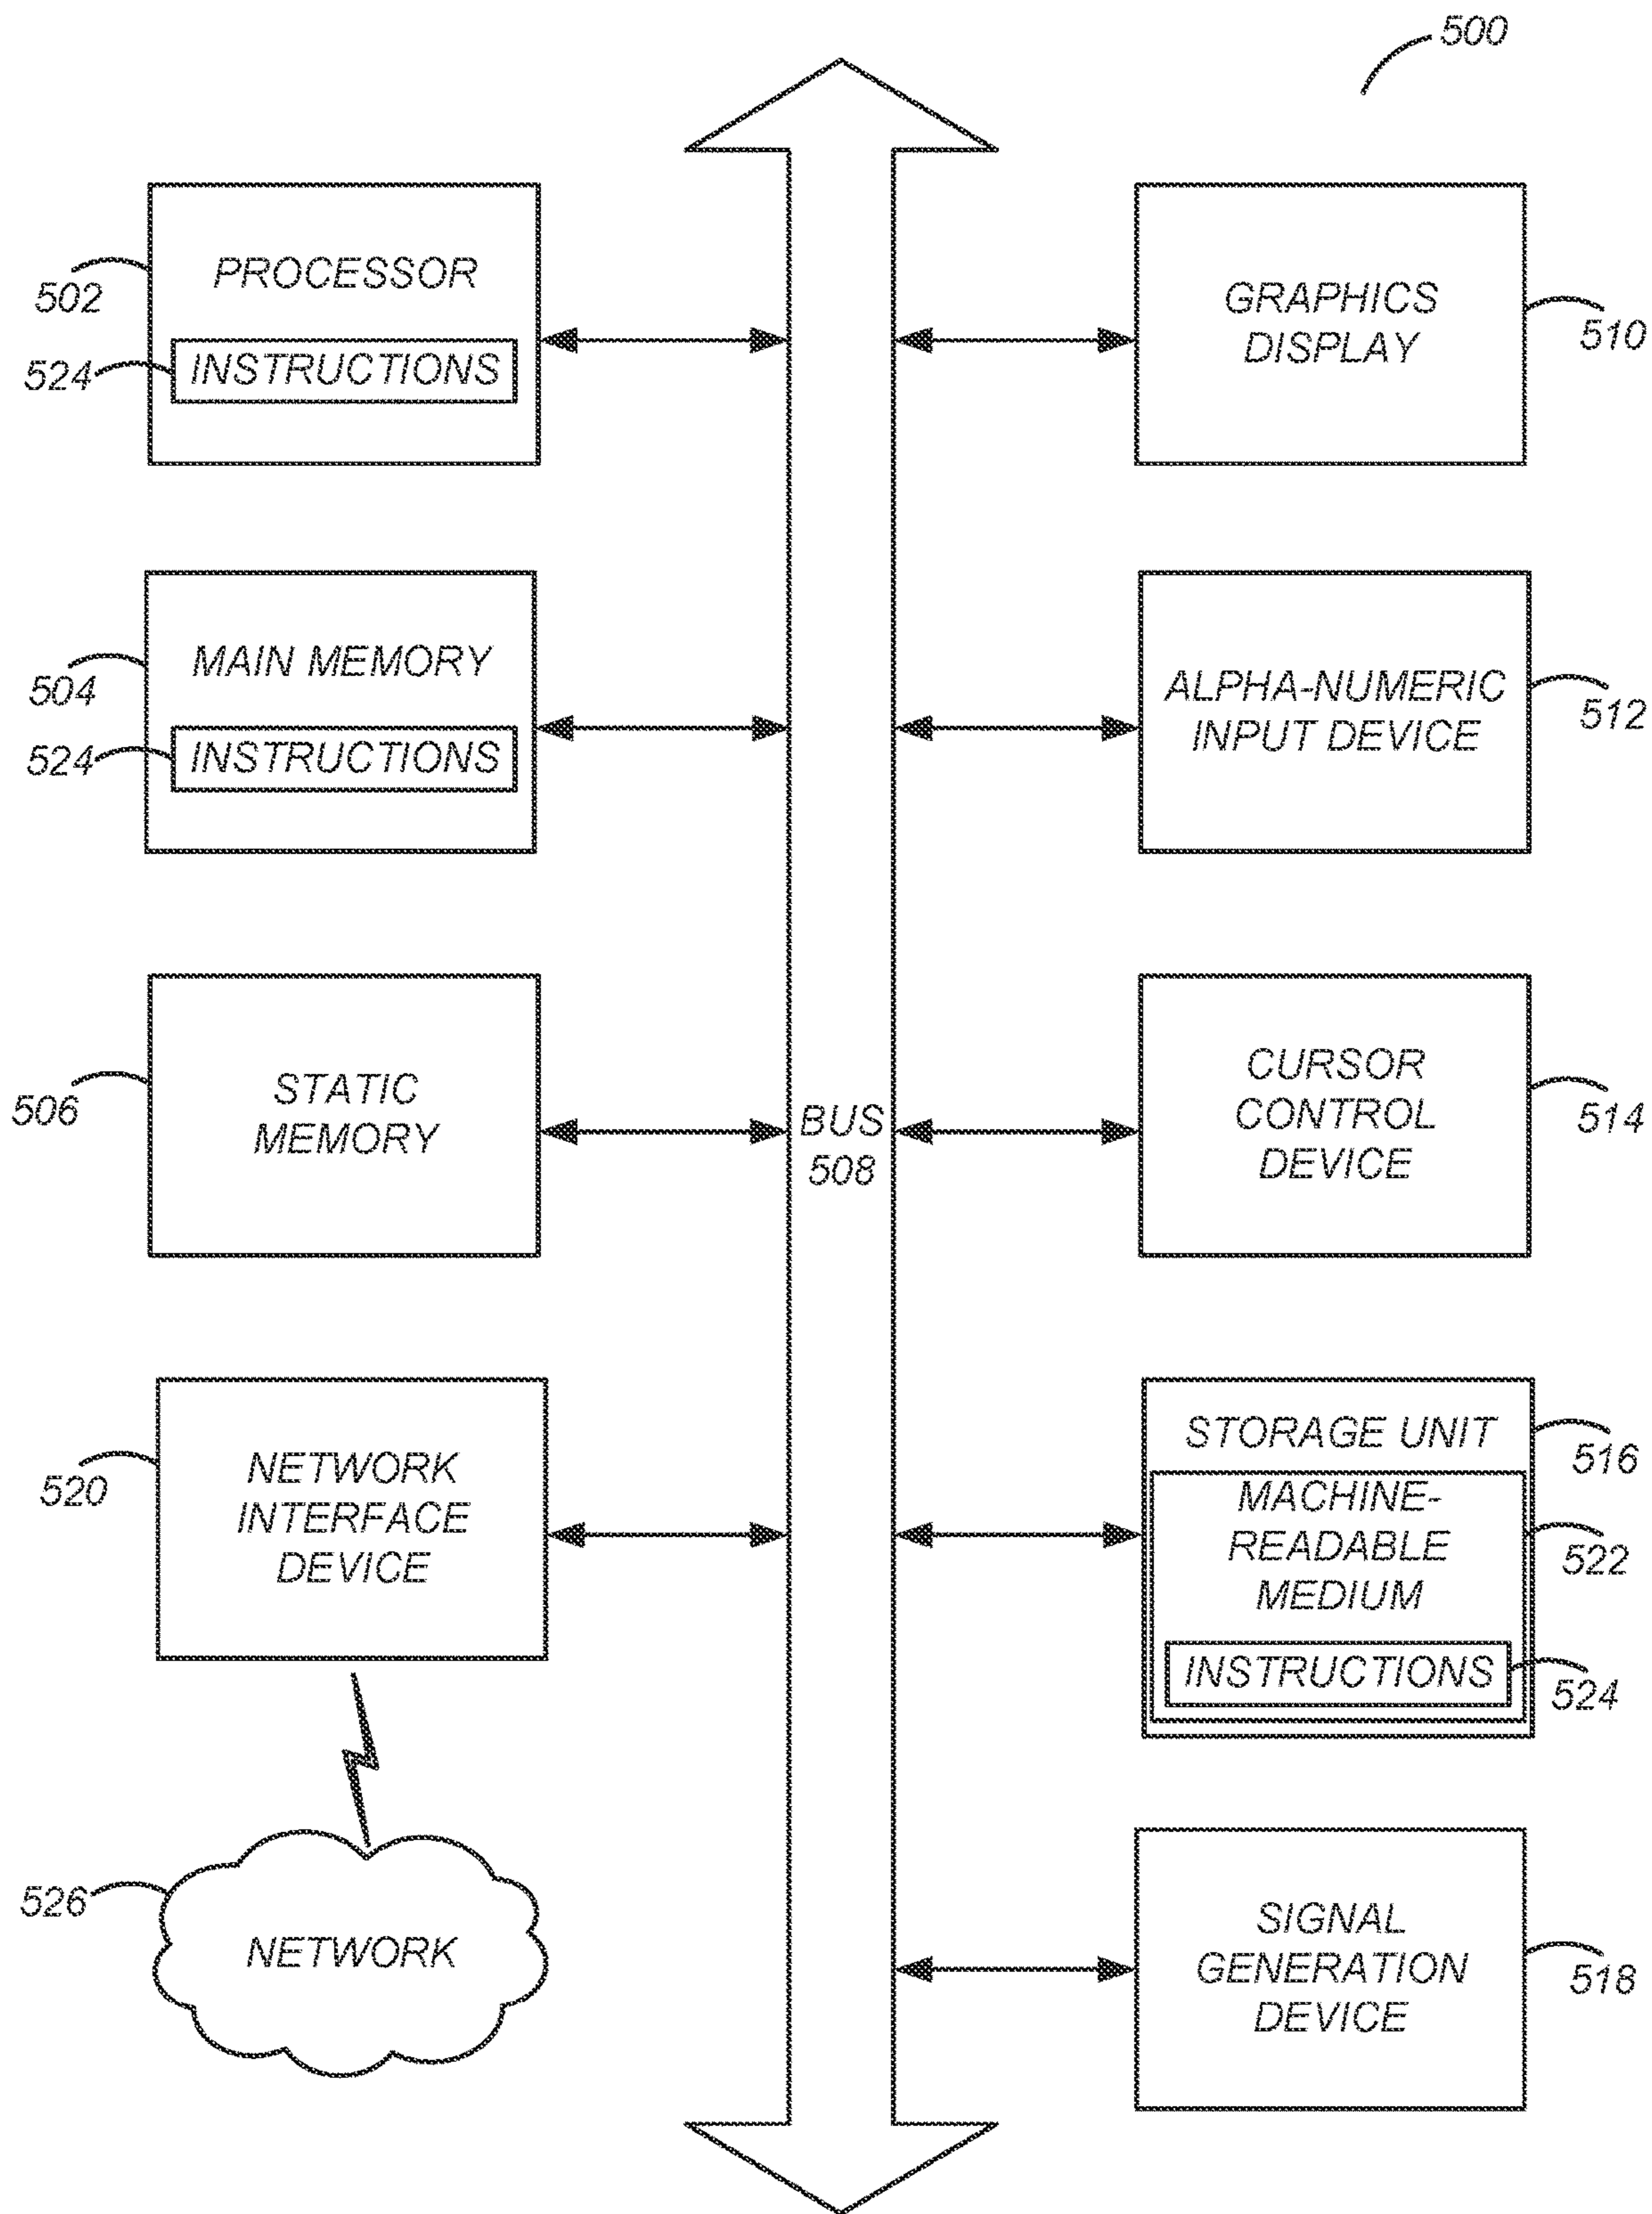 500
PROCESSOR
502
524
INSTRUCTIONS
GRAPHICS
DISPLAY
510
MAIN MEMORY
504
524
INSTRUCTIONS
ALPHA-NUMERIC
INPUT DEVICE
512
STATIC
MEMORY
506
BUS
508
CURSOR
CONTROL
DEVICE
514
NETWORK
INTERFACE
DEVICE
520
STORAGE UNIT
516
MACHINE-
READABLE
MEDIUM
522
INSTRUCTIONS
524
526
NETWORK
SIGNAL
GENERATION
DEVICE
518